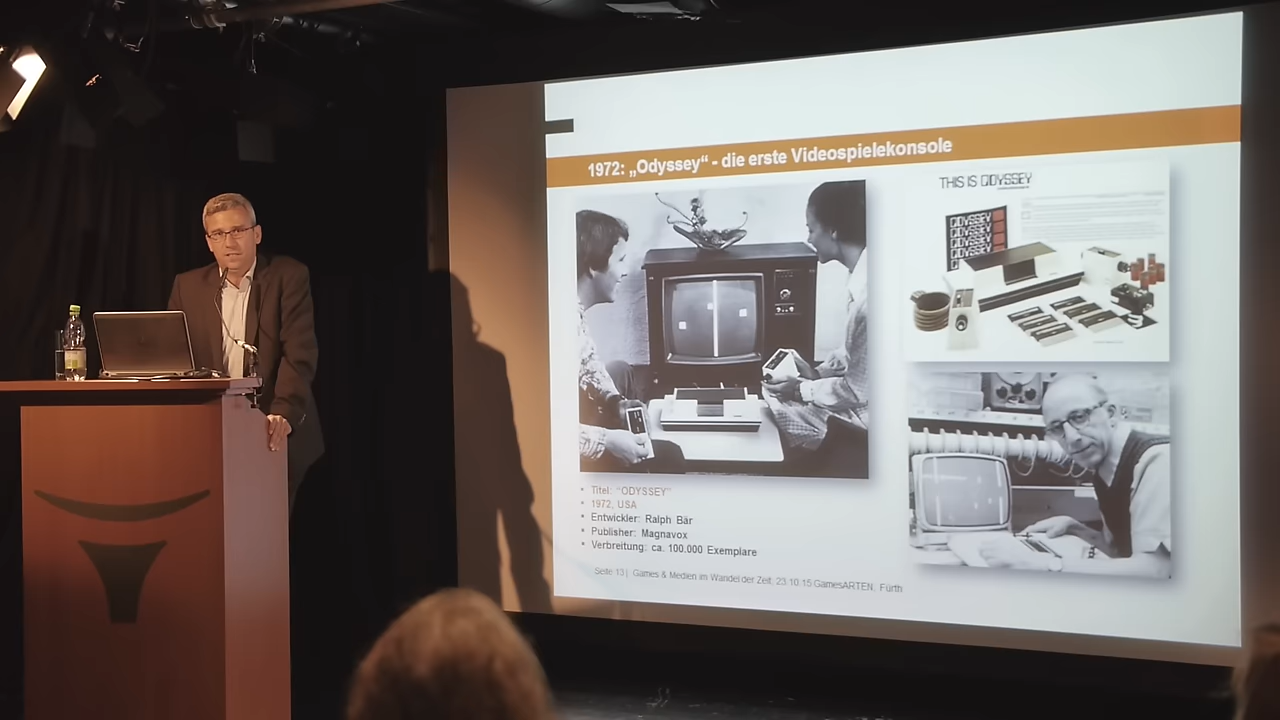 1972: „Odyssey“ - die erste Videospielekonsole
THIS IS ODYSSEY
ODYSSEY
ODYSSEY
ODYSSEY
ODYSSEY
• Titel: “ODYSSEY”
• 1972, USA
• Entwickler: Ralph Bär
• Publisher: Magnavox
• Verbreitung: ca. 100.000 Exemplare
Seite 13 | Games & Medien im Wandel der Zeit, 23.10.15 GamesARTEN, Fürth